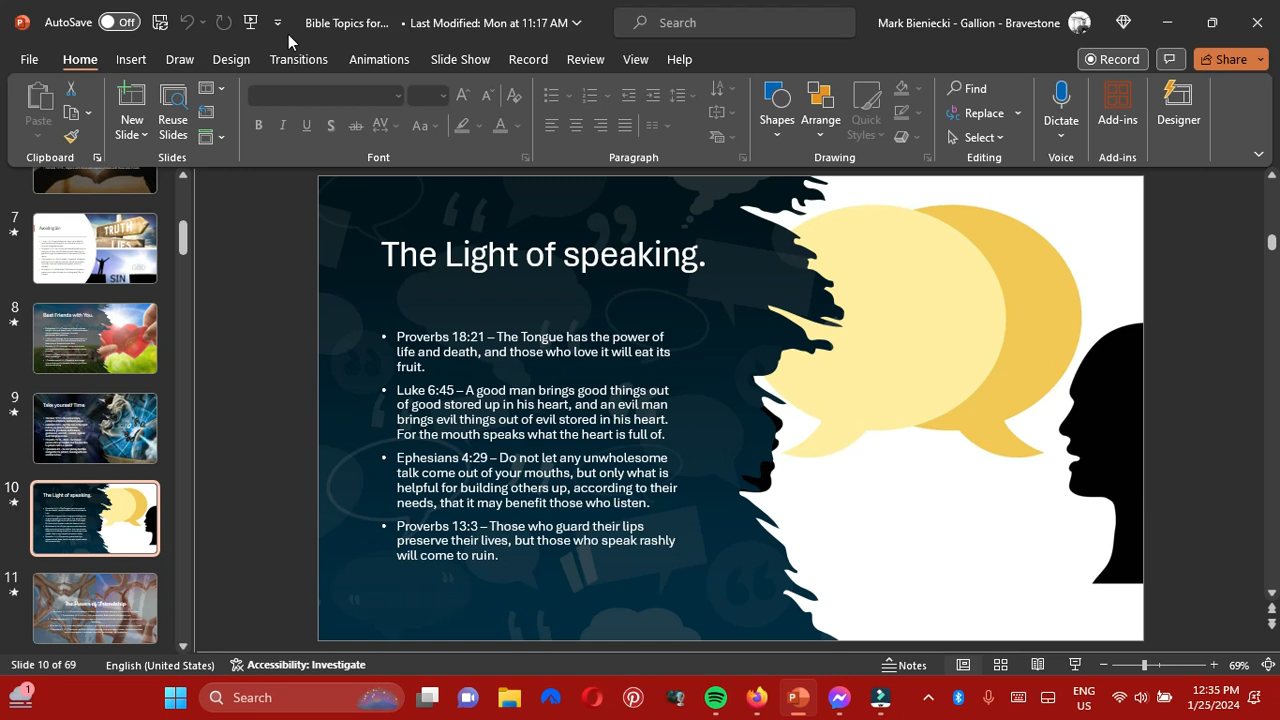 AutoSave Off Bible Topics for... • Last Modified: Mon at 11:17 AM Search Mark Bieniecki - Gallion - Bravestone
File Home Insert Draw Design Transitions Animations Slide Show Record Review View Help Record Share
Paste New Slide Reuse Slides Shapes Arrange Quick Styles Find Replace Select Dictate Add-ins Designer
Clipboard Slides Font Paragraph Drawing Editing Voice Add-ins
7
TRUTH
LIES
SIN
8
Best Friends with You.
9
Take yourself Time
10
The Light of speaking.
11
The Power of Friendship
The Light of speaking.
• Proverbs 18:21 – The Tongue has the power of
life and death, and those who love it will eat its
fruit.
• Luke 6:45 – A good man brings good things out
of good stored up in his heart, and an evil man
brings evil things ok of evil stored in his heart.
For the mouth speaks what the heart is full of.
• Ephesians 4:29 – Do not let any unwholesome
talk come out of your mouths, but only what is
helpful for building others up, according to their
needs, that it may benefit those who listen.
• Proverbs 13:3 – Those who guard their lips
preserve their lives, but those who speak rashly
will come to ruin.
Slide 10 of 69 English (United States) Accessibility: Investigate Notes 69%
1 Search ENG US 12:35 PM 1/25/2024